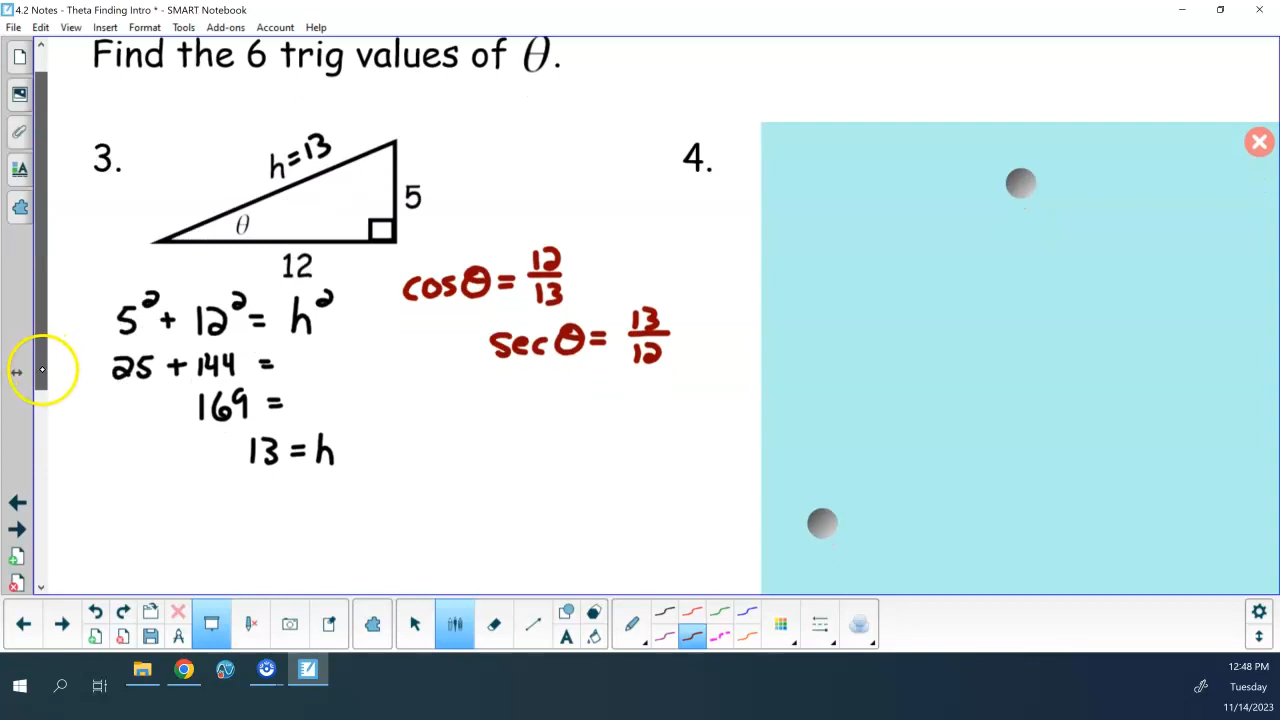 4.2 Notes - Theta Finding Intro * - SMART Notebook
File Edit View Insert Format Tools Add-ons Account Help
Find the 6 trig values of θ.
3.
h=13
5
θ
12
4.
cosθ = 12/13
secθ = 13/12
5² + 12² = h²
25 + 144 =
169 =
13 = h
12:48 PM
Tuesday
11/14/2023